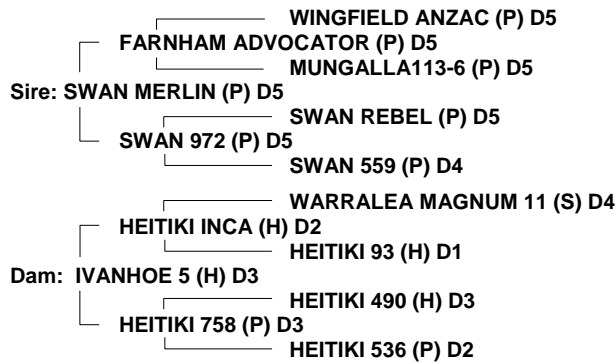 WINGFIELD ANZAC (P) D5
FARNHAM ADVOCATOR (P) D5
MUNGALLA113-6 (P) D5
Sire: SWAN MERLIN (P) D5
SWAN REBEL (P) D5
SWAN 972 (P) D5
SWAN 559 (P) D4
WARRALEA MAGNUM 11 (S) D4
HEITIKI INCA (H) D2
HEITIKI 93 (H) D1
Dam: IVANHOE 5 (H) D3
HEITIKI 490 (H) D3
HEITIKI 758 (P) D3
HEITIKI 536 (P) D2